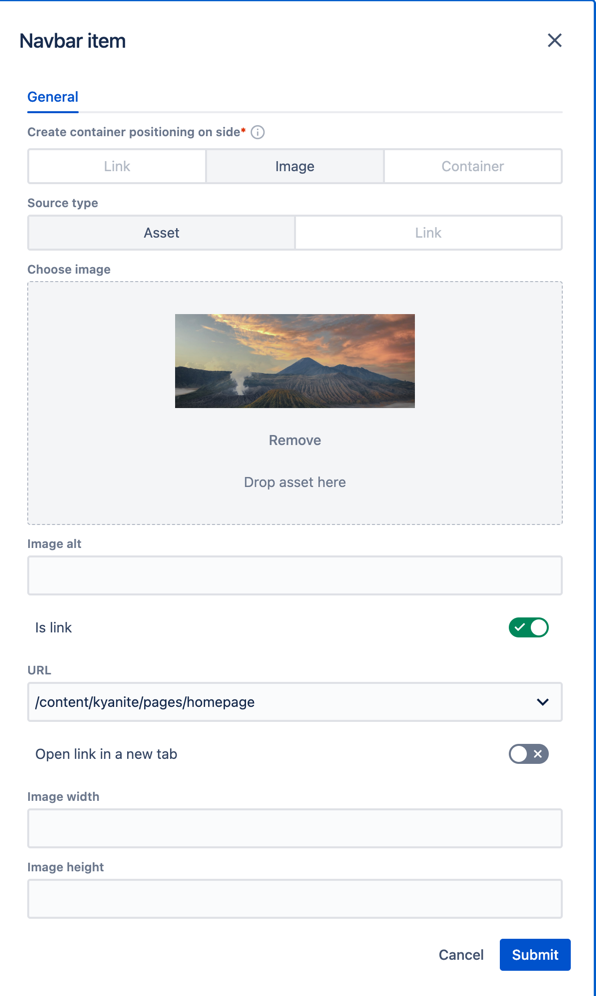 Navbar item
General
Create container positioning on side*
Link Image Container
Source type
Asset Link
Choose image
Remove
Drop asset here
Image alt
Is link
URL
/content/kyanite/pages/homepage
Open link in a new tab
Image width
Image height
Cancel Submit